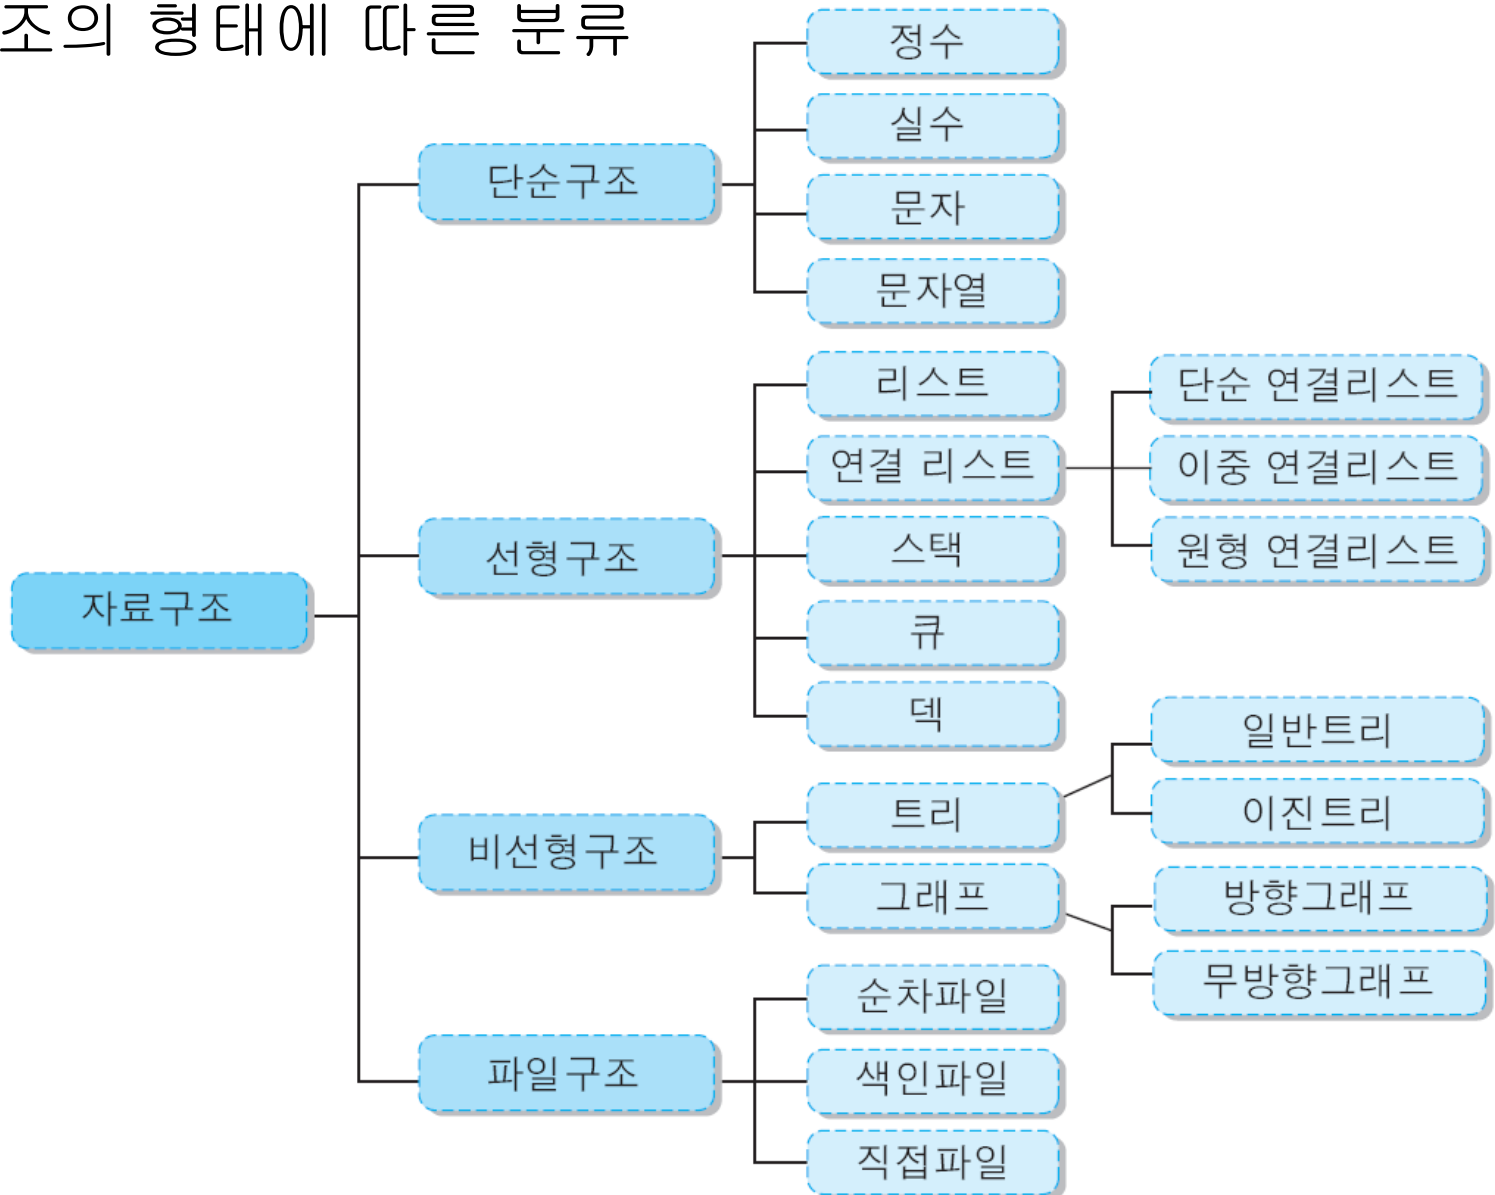 조의 형태에 따른 분류
자료구조
단순구조
정수
실수
문자
문자열
선형구조
리스트
연결 리스트
단순 연결리스트
이중 연결리스트
원형 연결리스트
스택
큐
덱
비선형구조
트리
일반트리
이진트리
그래프
방향그래프
무방향그래프
파일구조
순차파일
색인파일
직접파일